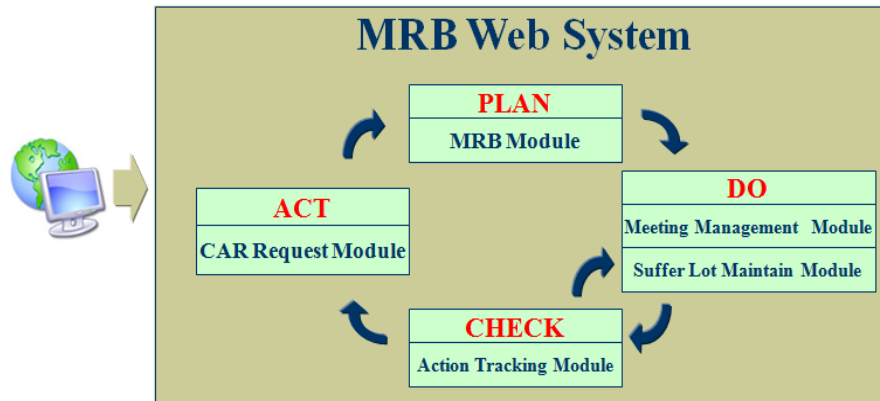 MRB Web System
PLAN
MRB Module
DO
Meeting Management Module
Suffer Lot Maintain Module
ACT
CAR Request Module
CHECK
Action Tracking Module